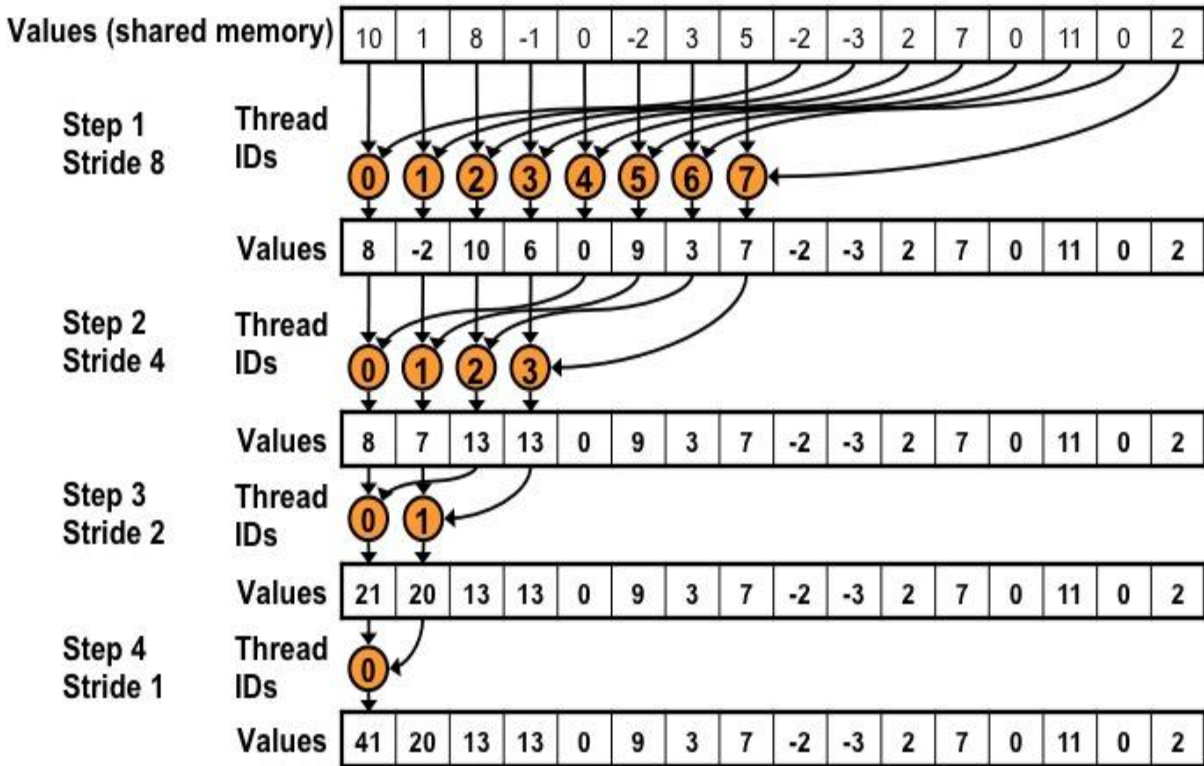 Values (shared memory) 10 1 8 -1 0 -2 3 5 -2 -3 2 7 0 11 0 2
Step 1 Thread
Stride 8 IDs
0 1 2 3 4 5 6 7
Values 8 -2 10 6 0 9 3 7 -2 -3 2 7 0 11 0 2
Step 2 Thread
Stride 4 IDs
0 1 2 3
Values 8 7 13 13 0 9 3 7 -2 -3 2 7 0 11 0 2
Step 3 Thread
Stride 2 IDs
0 1
Values 21 20 13 13 0 9 3 7 -2 -3 2 7 0 11 0 2
Step 4 Thread
Stride 1 IDs
0
Values 41 20 13 13 0 9 3 7 -2 -3 2 7 0 11 0 2